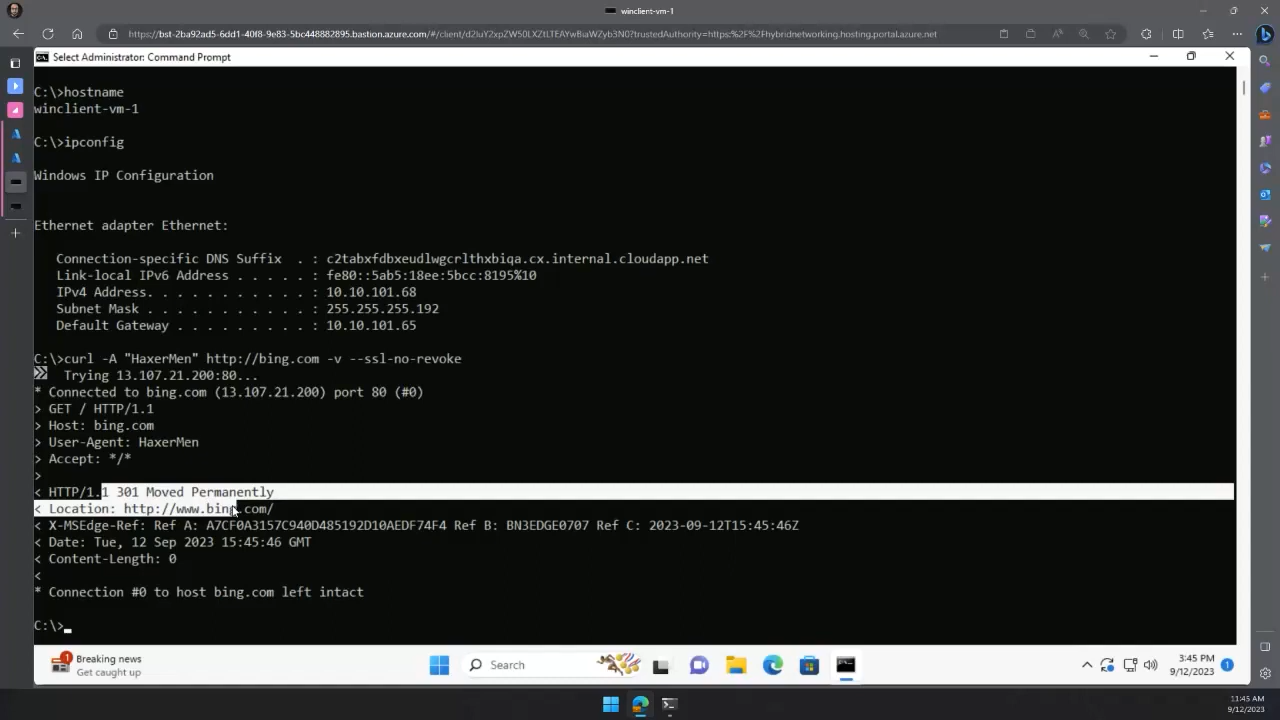 winclient-vm-1
https://bst-2ba92ad5-6dd1-40f8-9e83-5bc448882895.bastion.azure.com/#/client/d2luY2xpZW50LXZtLTEAYwBiaWZyb3N0?trustedAuthority=https:%2F%2Fhybridnetworking.hosting.portal.azure.net
Select Administrator: Command Prompt
C:\>hostname
winclient-vm-1
C:\>ipconfig
Windows IP Configuration
Ethernet adapter Ethernet:
Connection-specific DNS Suffix . : c2tabxfdbxeudlwgcrlthxbiqa.cx.internal.cloudapp.net
Link-local IPv6 Address . . . . . : fe80::5ab5:18ee:5bcc:8195%10
IPv4 Address. . . . . . . . . . . : 10.10.101.68
Subnet Mask . . . . . . . . . . . : 255.255.255.192
Default Gateway . . . . . . . . . : 10.10.101.65
C:\>curl -A "HaxerMen" http://bing.com -v --ssl-no-revoke
Trying 13.107.21.200:80...
* Connected to bing.com (13.107.21.200) port 80 (#0)
> GET / HTTP/1.1
> Host: bing.com
> User-Agent: HaxerMen
> Accept: */*
>
< HTTP/1.1 301 Moved Permanently
< Location: http://www.bing.com/
< X-MSEdge-Ref: Ref A: A7CF0A3157C940D485192D10AEDF74F4 Ref B: BN3EDGE0707 Ref C: 2023-09-12T15:45:46Z
< Date: Tue, 12 Sep 2023 15:45:46 GMT
< Content-Length: 0
<
* Connection #0 to host bing.com left intact
C:\>
1
Breaking news
Get caught up
Search
3:45 PM
9/12/2023
1
11:45 AM
9/12/2023